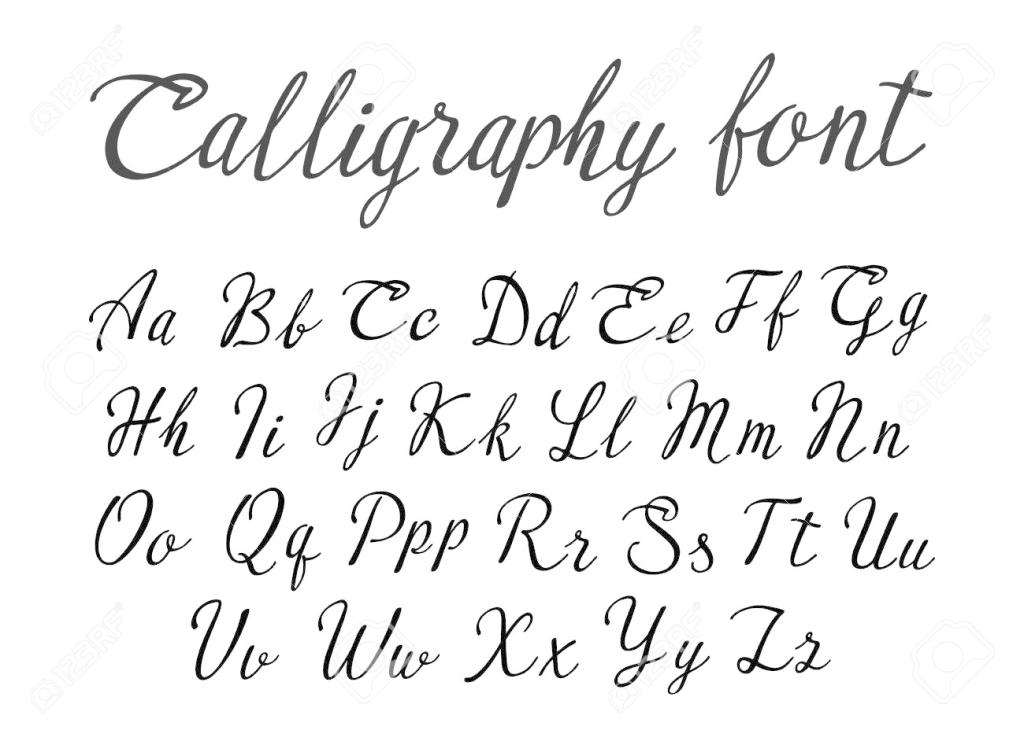 Calligraphy font
Aa Bb Cc Dd Ee Ff Gg
Hh Ii Jj Kk Ll Mm Nn
Oo Qq Ppp Rr Ss Tt Uu
Vv Ww Xx Yy Zz
123RF